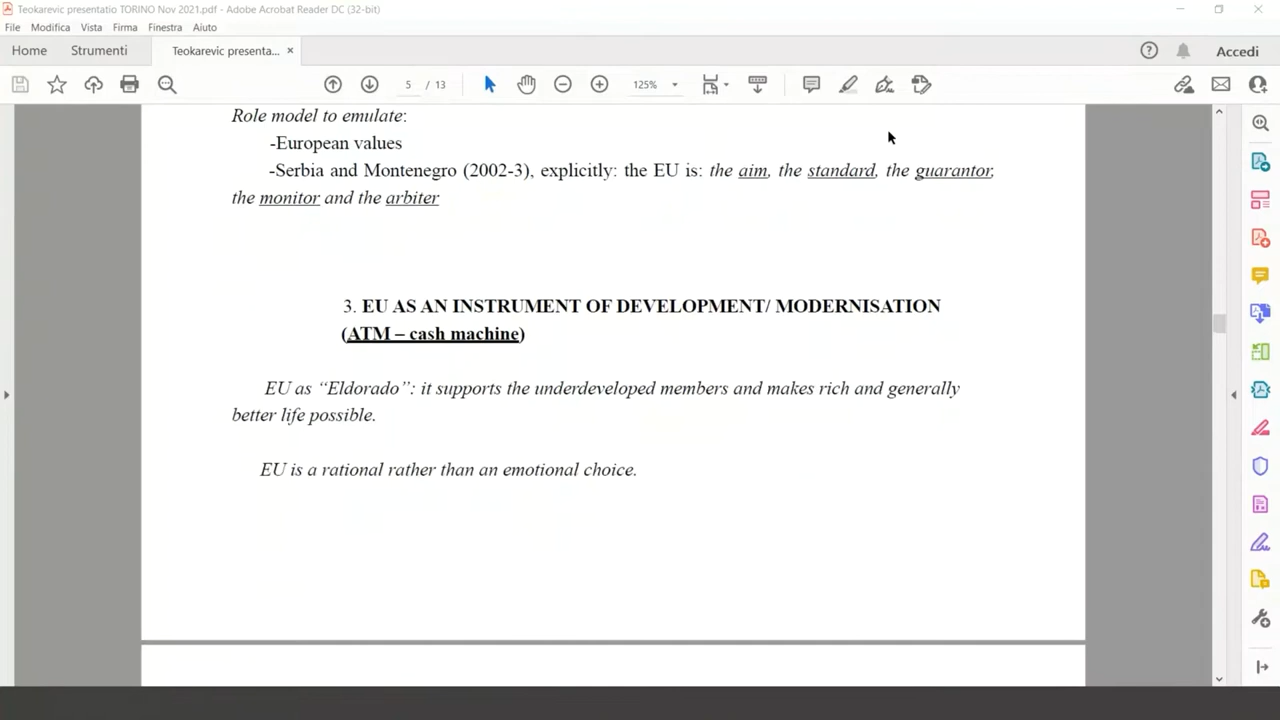 Teokarevic presentatio TORINO Nov 2021.pdf - Adobe Acrobat Reader DC (32-bit)
File Modifica Vista Firma Finestra Aiuto
Home Strumenti Teokarevic presenta... × Accedi
5 / 13 125%
Role model to emulate:
-European values
-Serbia and Montenegro (2002-3), explicitly: the EU is: the aim, the standard, the guarantor,
the monitor and the arbiter
3. EU AS AN INSTRUMENT OF DEVELOPMENT/ MODERNISATION
(ATM – cash machine)
EU as “Eldorado”: it supports the underdeveloped members and makes rich and generally
better life possible.
EU is a rational rather than an emotional choice.